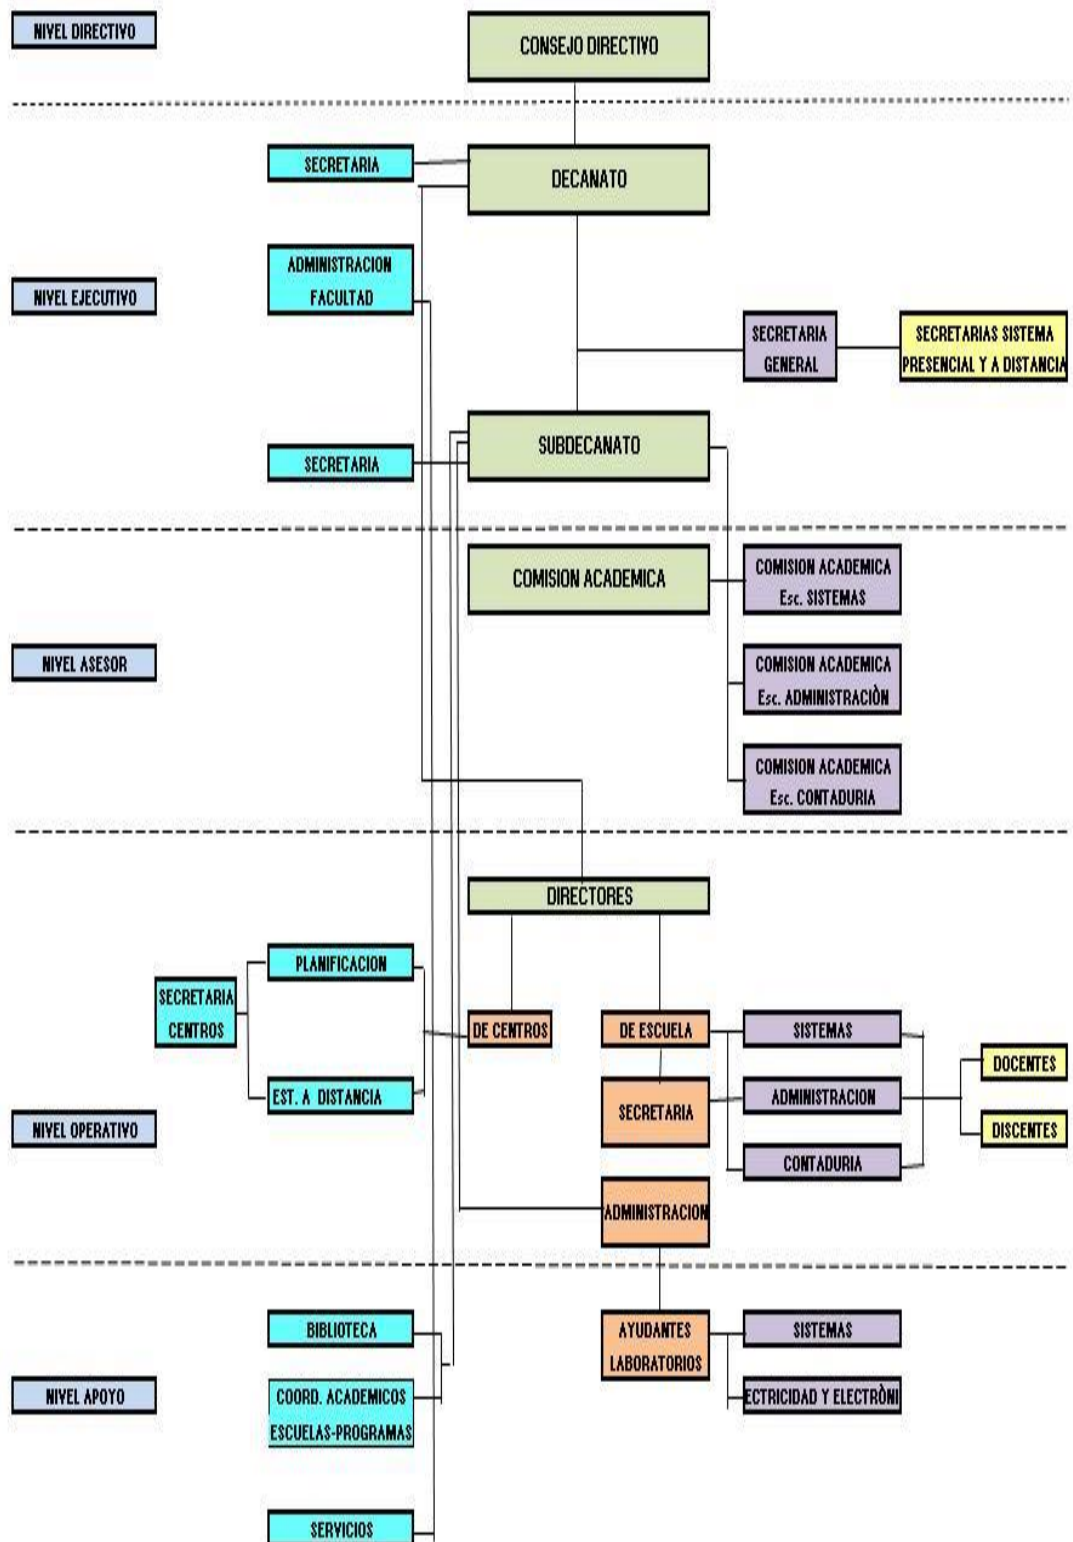 NIVEL DIRECTIVO
CONSEJO DIRECTIVO
SECRETARIA
DECANATO
ADMINISTRACION
FACULTAD
NIVEL EJECUTIVO
SECRETARIA
GENERAL
SECRETARIAS SISTEMA
PRESENCIAL Y A DISTANCIA
SUBDECANATO
SECRETARIA
COMISION ACADEMICA
COMISION ACADEMICA
Esc. SISTEMAS
NIVEL ASESOR
COMISION ACADEMICA
Esc. ADMINISTRACIÒN
COMISION ACADEMICA
Esc. CONTADURIA
DIRECTORES
PLANIFICACION
SECRETARIA
CENTROS
DE CENTROS
DE ESCUELA
SISTEMAS
DOCENTES
EST. A DISTANCIA
SECRETARIA
ADMINISTRACION
NIVEL OPERATIVO
DISCENTES
CONTADURIA
ADMINISTRACION
BIBLIOTECA
AYUDANTES
LABORATORIOS
SISTEMAS
NIVEL APOYO
COORD. ACADEMICOS
ESCUELAS-PROGRAMAS
ECTRICIDAD Y ELECTRÒNI
SERVICIOS